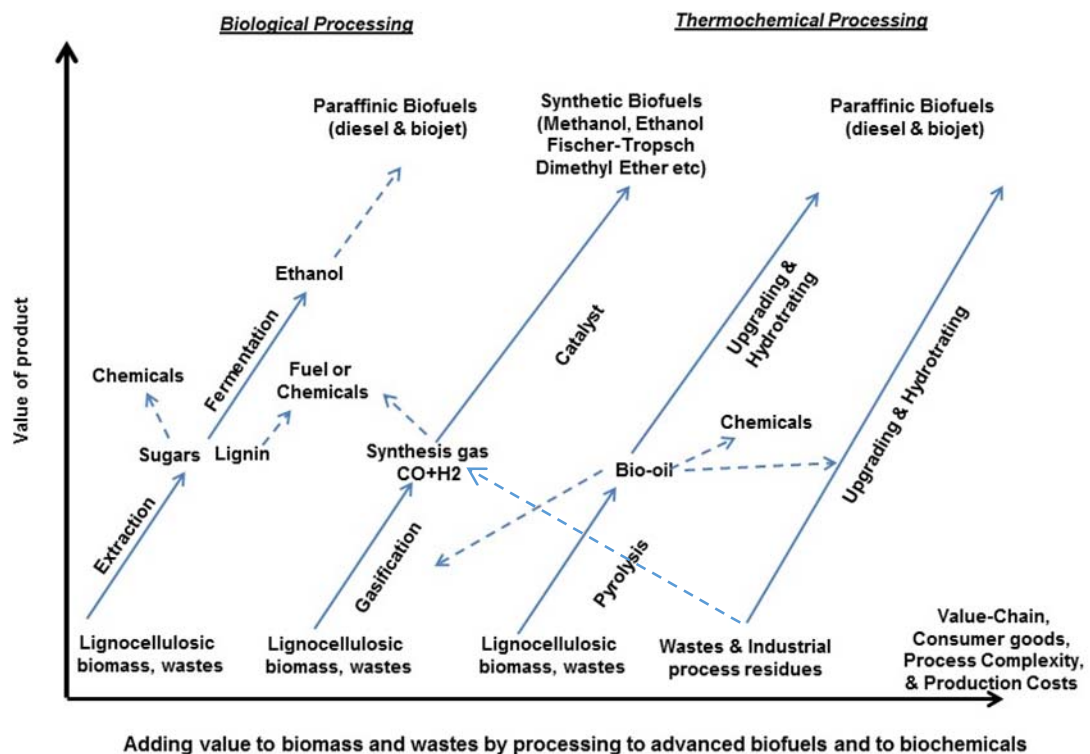 Biological Processing
Thermochemical Processing
Paraffinic Biofuels
(diesel & biojet)
Synthetic Biofuels
(Methanol, Ethanol
Fischer-Tropsch
Dimethyl Ether etc)
Paraffinic Biofuels
(diesel & biojet)
Ethanol
Value of product
Fermentation
Catalyst
Upgrading &
Hydrotrating
Upgrading & Hydrotrating
Chemicals
Fuel or
Chemicals
Chemicals
Sugars
Lignin
Synthesis gas
CO+H2
Bio-oil
Extraction
Gasification
Pyrolysis
Lignocellulosic
biomass, wastes
Lignocellulosic
biomass, wastes
Lignocellulosic
biomass, wastes
Wastes & Industrial
process residues
Value-Chain,
Consumer goods,
Process Complexity,
& Production Costs
Adding value to biomass and wastes by processing to advanced biofuels and to biochemicals